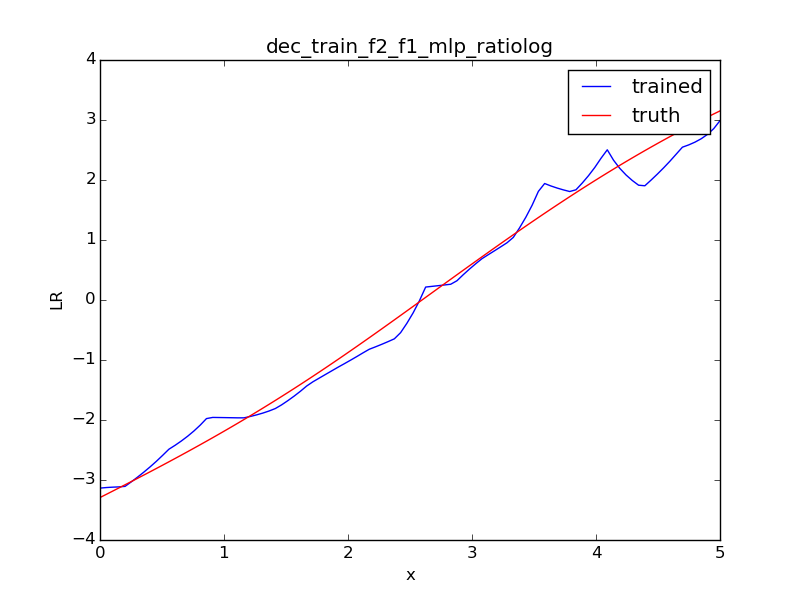 dec_train_f2_f1_mlp_ratiolog
trained
truth
LR
4
3
2
1
0
−1
−2
−3
−4
0 1 2 3 4 5
x